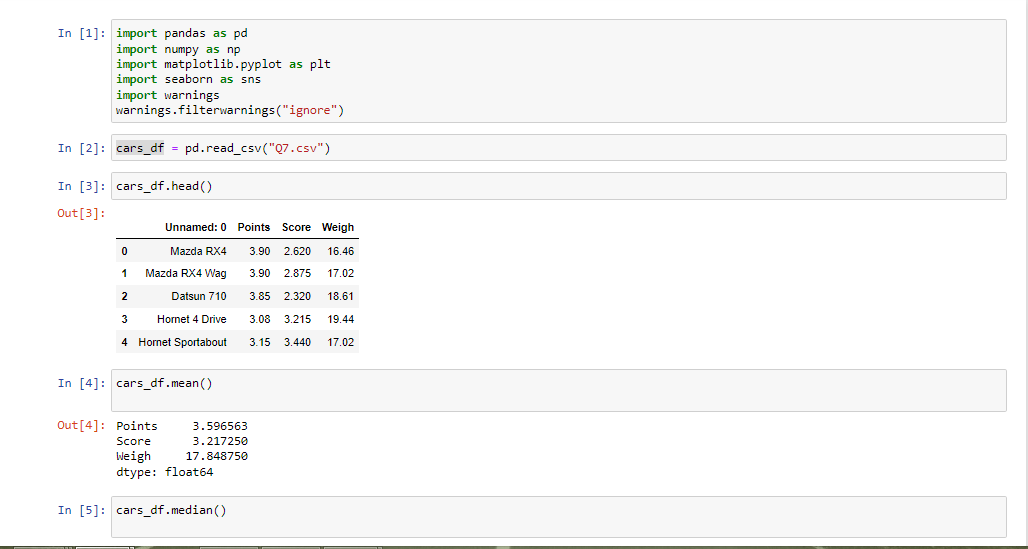 In [1]: import pandas as pd
import numpy as np
import matplotlib.pyplot as plt
import seaborn as sns
import warnings
warnings.filterwarnings("ignore")
In [2]: cars_df = pd.read_csv("Q7.csv")
In [3]: cars_df.head()
Out[3]:
Unnamed: 0 Points Score Weigh
0 Mazda RX4 3.90 2.620 16.46
1 Mazda RX4 Wag 3.90 2.875 17.02
2 Datsun 710 3.85 2.320 18.61
3 Hornet 4 Drive 3.08 3.215 19.44
4 Hornet Sportabout 3.15 3.440 17.02
In [4]: cars_df.mean()
Out[4]: Points 3.596563
Score 3.217250
Weigh 17.848750
dtype: float64
In [5]: cars_df.median()